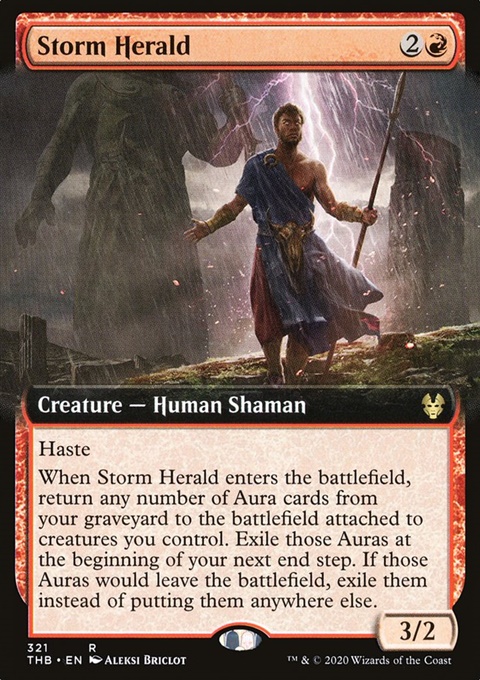 Storm Herald 2
Creature — Human Shaman
Haste
When Storm Herald enters the battlefield,
return any number of Aura cards from
your graveyard to the battlefield attached to
creatures you control. Exile those Auras at
the beginning of your next end step. If those
Auras would leave the battlefield, exile them
instead of putting them anywhere else.
3/2
321 R
THB • EN Aleksi Briclot ™ & © 2020 Wizards of the Coast